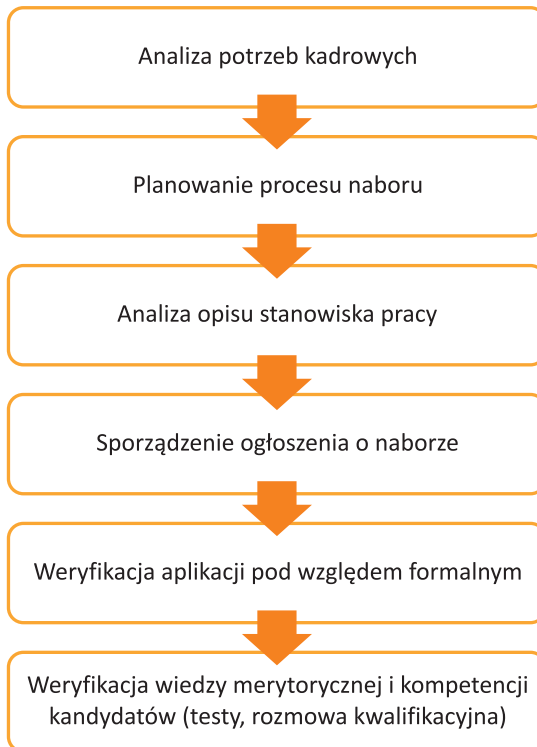 Analiza potrzeb kadrowych
Planowanie procesu naboru
Analiza opisu stanowiska pracy
Sporządzenie ogłoszenia o naborze
Weryfikacja aplikacji pod względem formalnym
Weryfikacja wiedzy merytorycznej i kompetencji
kandydatów (testy, rozmowa kwalifikacyjna)